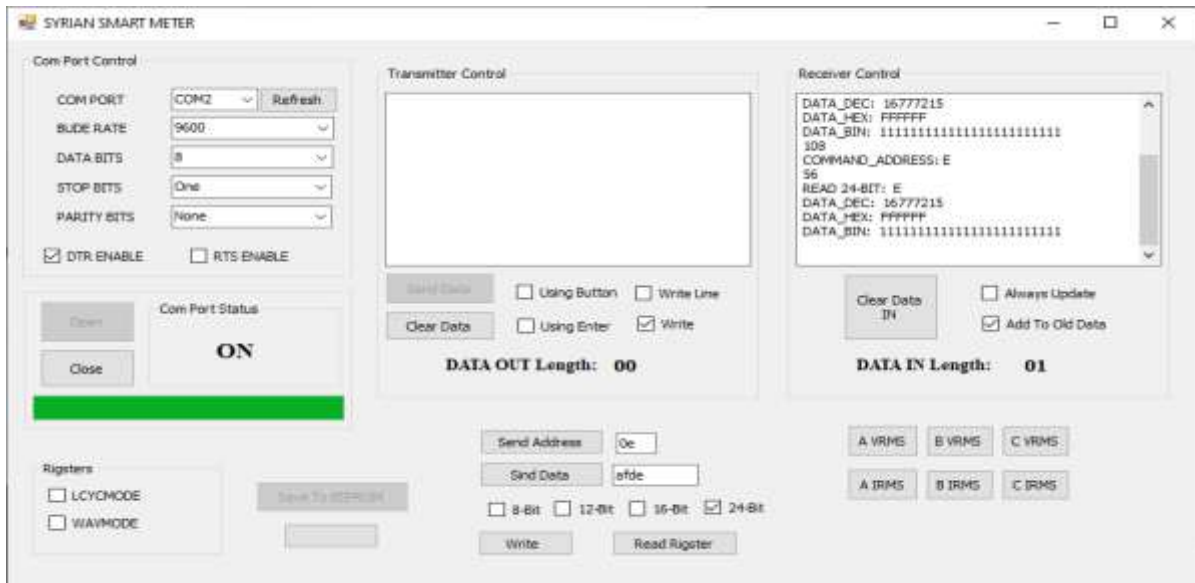 SYRIAN SMART METER
Com Port Control
COM PORT
COM2
Refresh
BUDE RATE
9600
DATA BITS
8
STOP BITS
One
PARITY BITS
None
DTR ENABLE
RTS ENABLE
Open
Close
Com Port Status
ON
Rigsters
LCYCMODE
WAVMODE
Save To EEPROM
Transmitter Control
Send Data
Using Button
Write Line
Clear Data
Using Enter
Write
DATA OUT Length: 00
Send Address
0e
Sind Data
afde
8-Bit
12-Bit
16-Bit
24-Bit
Write
Read Rigster
Receiver Control
DATA_DEC: 16777215
DATA_HEX: FFFFFF
DATA_BIN: 111111111111111111111111
108
COMMAND_ADDRESS: E
56
READ 24-BIT: E
DATA_DEC: 16777215
DATA_HEX: FFFFFF
DATA_BIN: 111111111111111111111111
Clear Data
IN
Always Update
Add To Old Data
DATA IN Length: 01
A VRMS
B VRMS
C VRMS
A IRMS
B IRMS
C IRMS